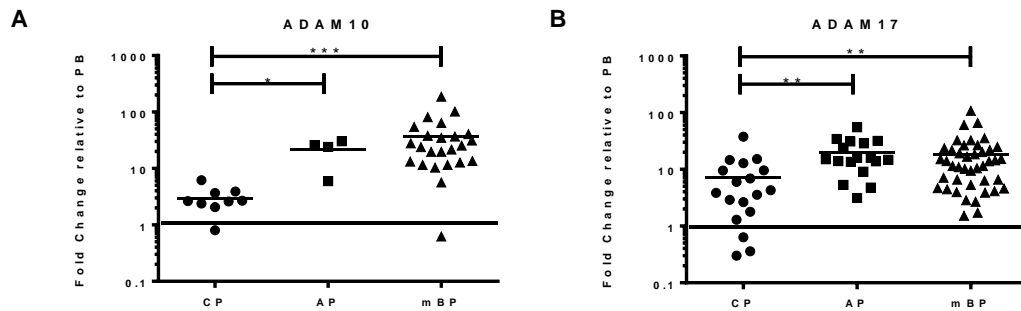 A
ADAM10
Fold Change relative to PB
1000
100
10
1
0.1
***
*
CP
AP
mBP
B
ADAM17
Fold Change relative to PB
1000
100
10
1
0.1
**
**
CP
AP
mBP